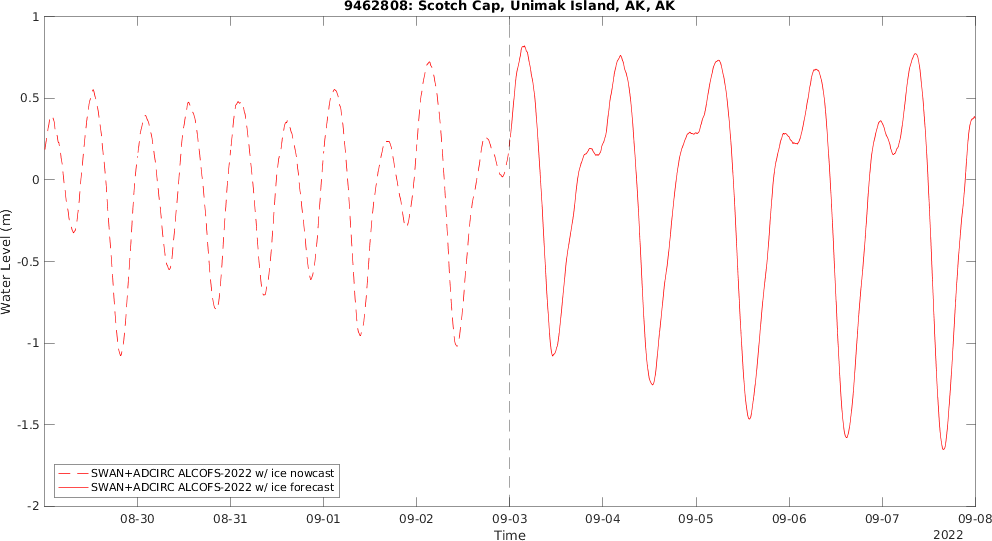 9462808: Scotch Cap, Unimak Island, AK, AK
Water Level (m)
1
0.5
0
-0.5
-1
-1.5
-2
SWAN+ADCIRC ALCOFS-2022 w/ ice nowcast
SWAN+ADCIRC ALCOFS-2022 w/ ice forecast
08-30 08-31 09-01 09-02 09-03 09-04 09-05 09-06 09-07 09-08
Time
2022